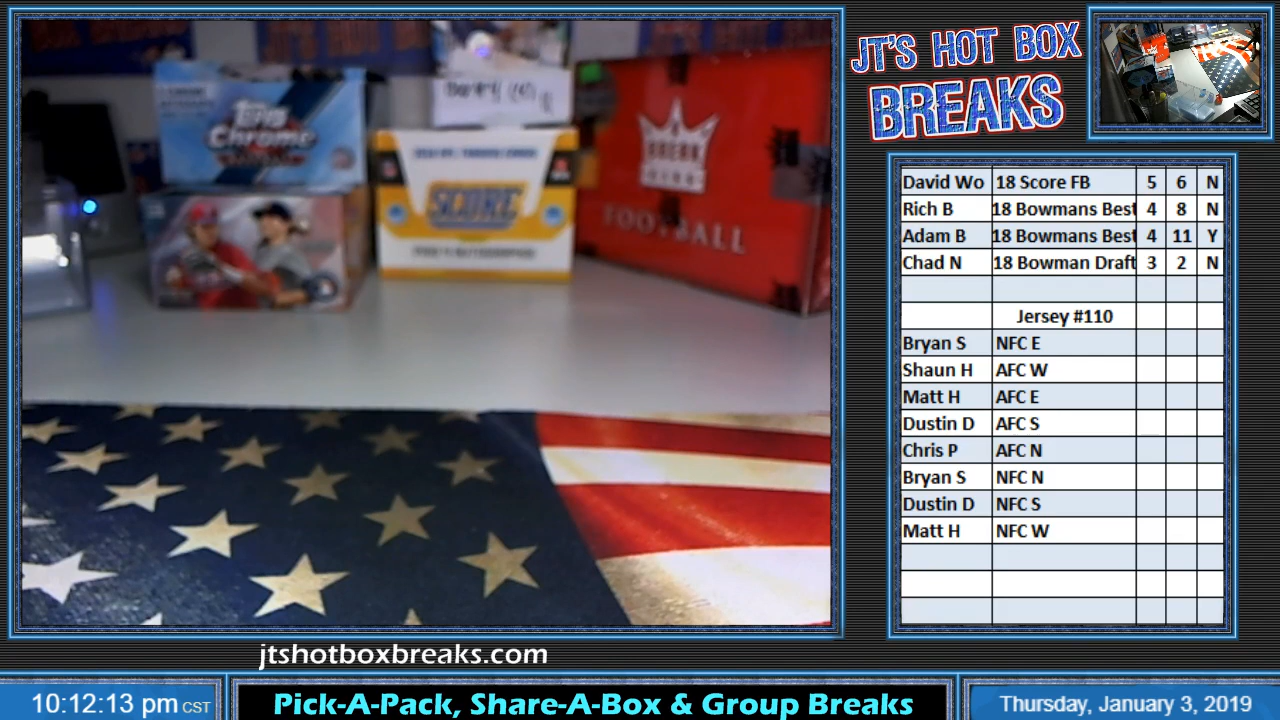 Topps
Chrome
SCORE
BREAK
KING
FOOTBALL
JT'S HOT BOX
BREAKS
David Wo 18 Score FB 5 6 N
Rich B 18 Bowmans Best 4 8 N
Adam B 18 Bowmans Best 4 11 Y
Chad N 18 Bowman Draft 3 2 N
Jersey #110
Bryan S NFC E
Shaun H AFC W
Matt H AFC E
Dustin D AFC S
Chris P AFC N
Bryan S NFC N
Dustin D NFC S
Matt H NFC W
jtshotboxbreaks.com
10:12:13 pm CST
Pick-A-Pack, Share-A-Box & Group Breaks
Thursday, January 3, 2019